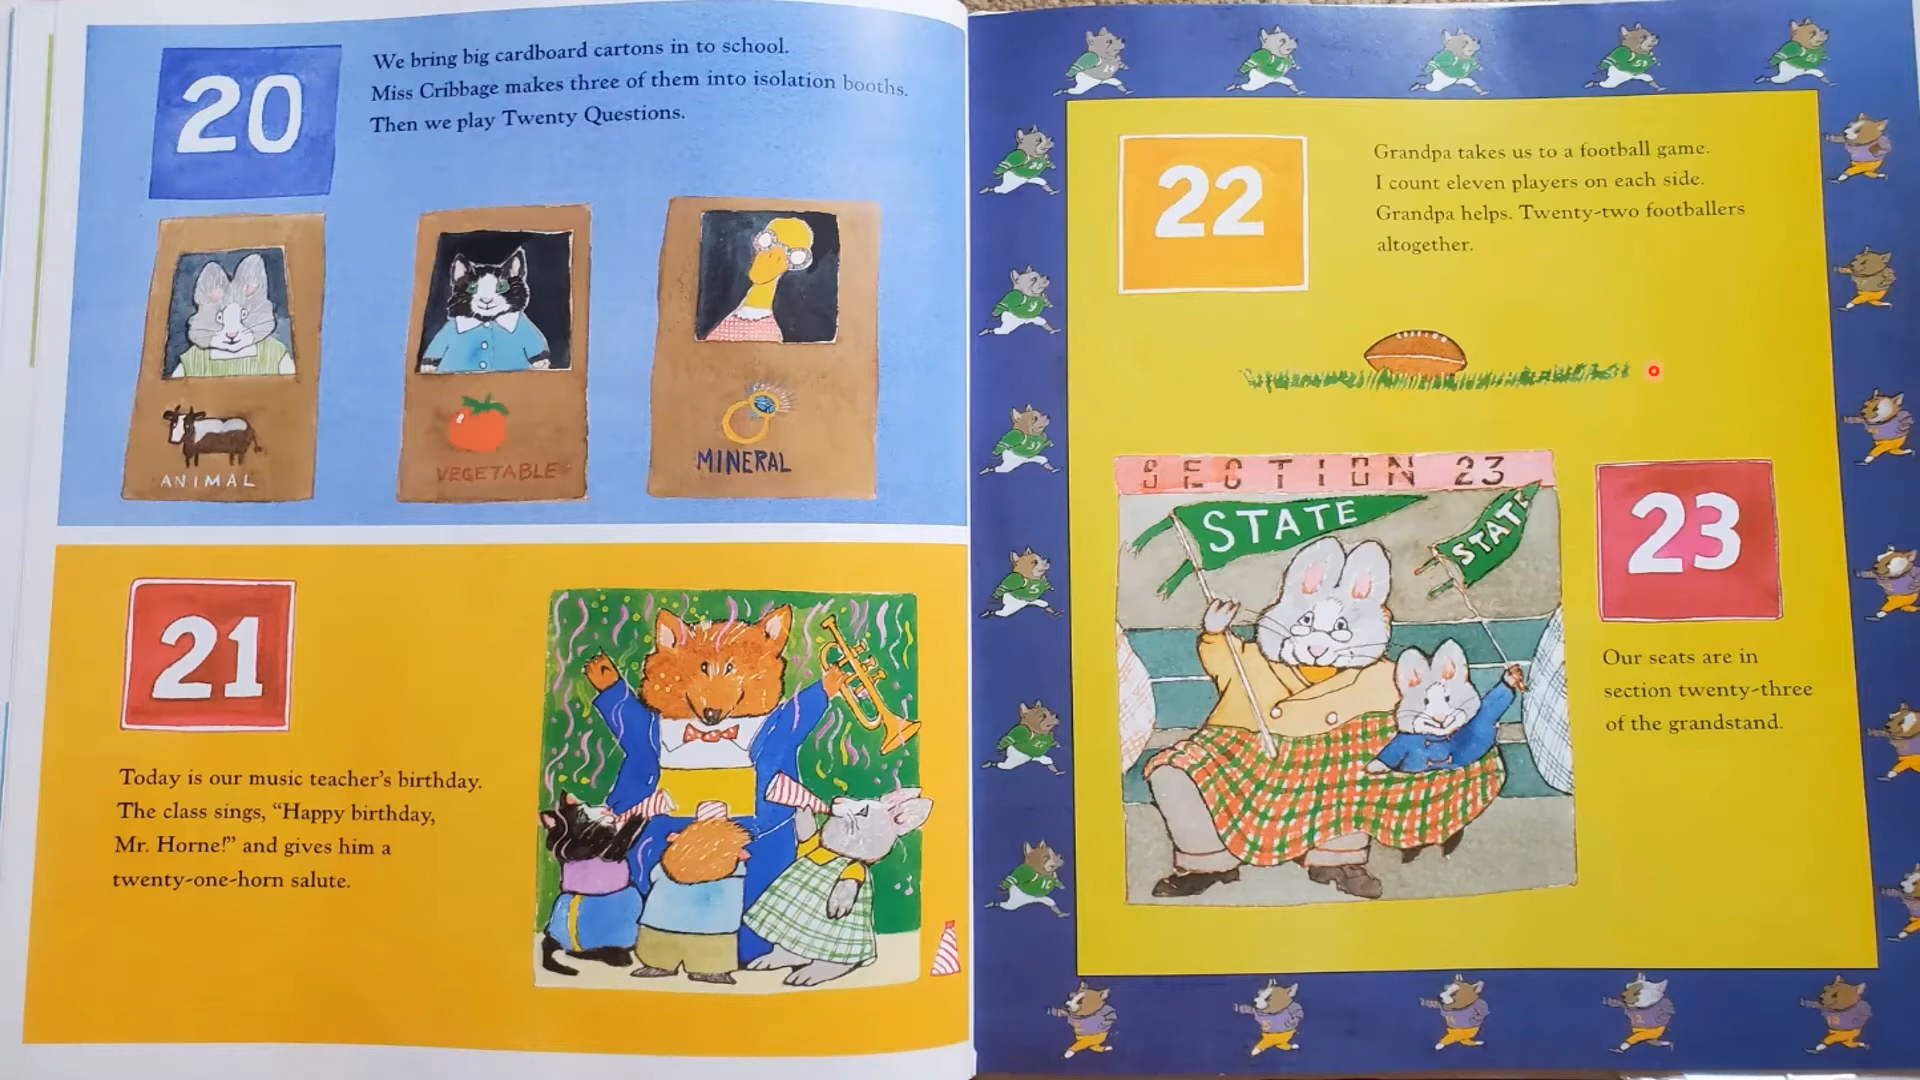 20
We bring big cardboard cartons in to school.
Miss Cribbage makes three of them into isolation booths.
Then we play Twenty Questions.
ANIMAL
VEGETABLE
MINERAL
21
Today is our music teacher's birthday.
The class sings, “Happy birthday,
Mr. Horne!” and gives him a
twenty-one-horn salute.
22
Grandpa takes us to a football game.
I count eleven players on each side.
Grandpa helps. Twenty-two footballers
altogether.
SECTION 23
STATE
STATE
23
Our seats are in
section twenty-three
of the grandstand.